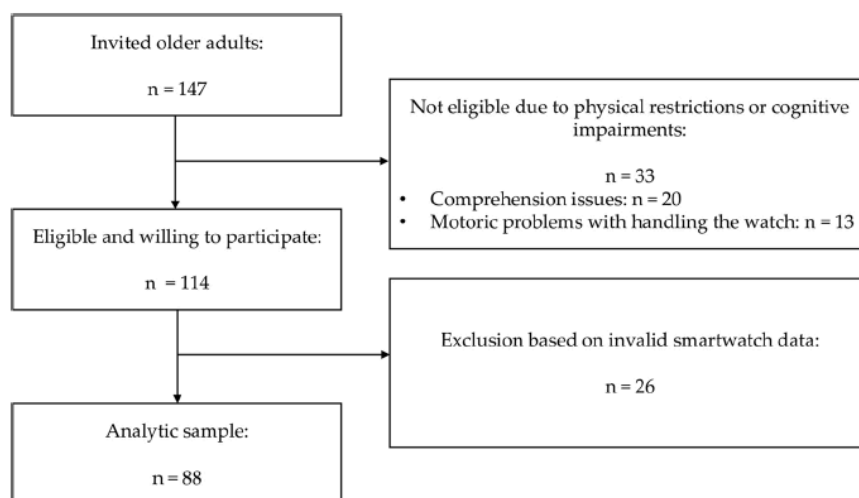 Invited older adults:
n = 147
Not eligible due to physical restrictions or cognitive
impairments:
n = 33
• Comprehension issues: n = 20
• Motoric problems with handling the watch: n = 13
Eligible and willing to participate:
n = 114
Exclusion based on invalid smartwatch data:
n = 26
Analytic sample:
n = 88